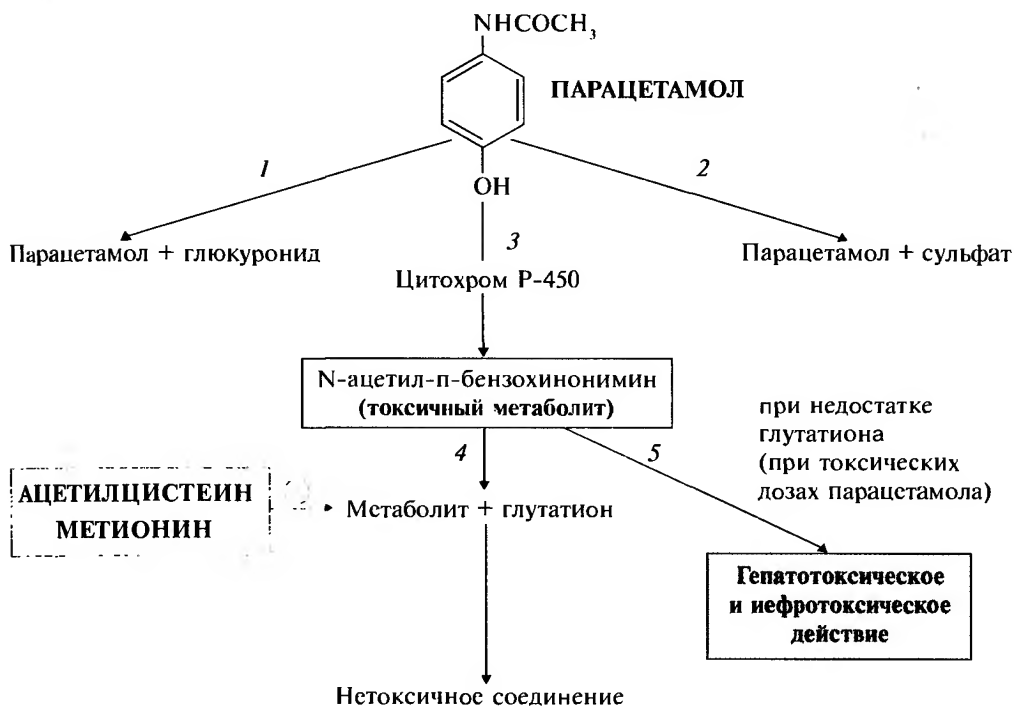 NHCOCH₃
ПАРАЦЕТАМОЛ
1
2
OH
3
Парацетамол + глюкуронид
Парацетамол + сульфат
Цитохром Р-450
N-ацетил-п-бензохинонимин
(токсичный метаболит)
при недостатке
глутатиона
(при токсических
дозах парацетамола)
4
5
АЦЕТИЛЦИСТЕИН
МЕТИОНИН
Метаболит + глутатион
Гепатотоксическое
и нефротоксическое
действие
Нетоксичное соединение